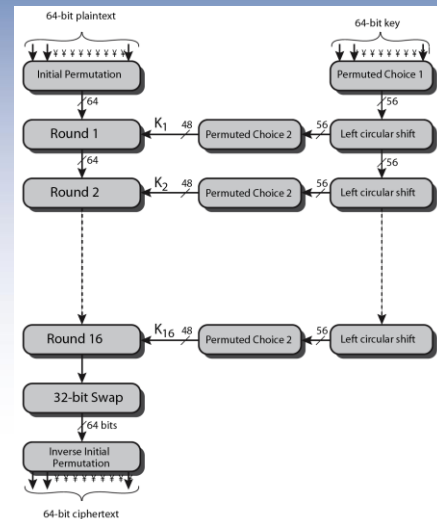 64-bit plaintext
64-bit key
¥ ¥ ¥ ¥ ¥ ¥ ¥ ¥ ¥
¥ ¥ ¥ ¥ ¥ ¥ ¥ ¥ ¥
Initial Permutation
Permuted Choice 1
64
56
Round 1
K1
48
Permuted Choice 2
56
Left circular shift
64
56
Round 2
K2
48
Permuted Choice 2
56
Left circular shift
Round 16
K16
48
Permuted Choice 2
56
Left circular shift
32-bit Swap
64 bits
Inverse Initial
Permutation
¥ ¥ ¥ ¥ ¥ ¥ ¥ ¥ ¥
64-bit ciphertext